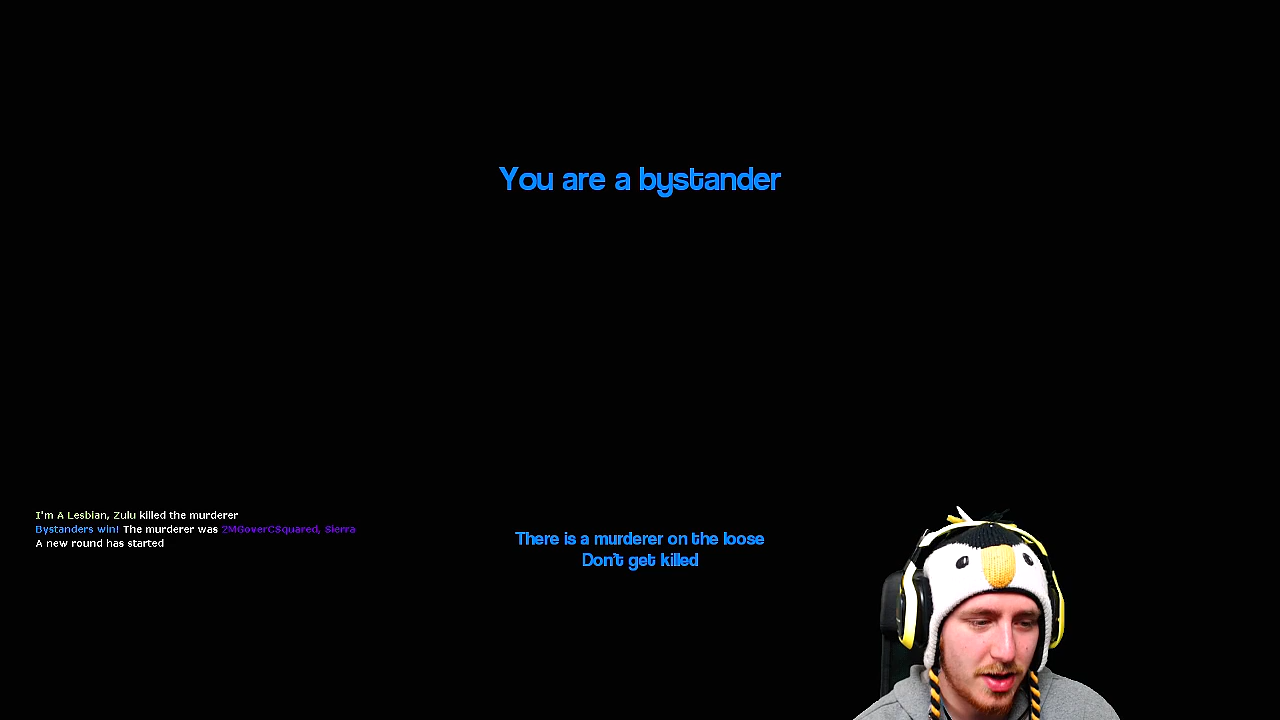 You are a bystander
I'm A Lesbian, Zulu killed the murderer
Bystanders win! The murderer was 2MGoverCSquared, Sierra
A new round has started
There is a murderer on the loose
Don't get killed